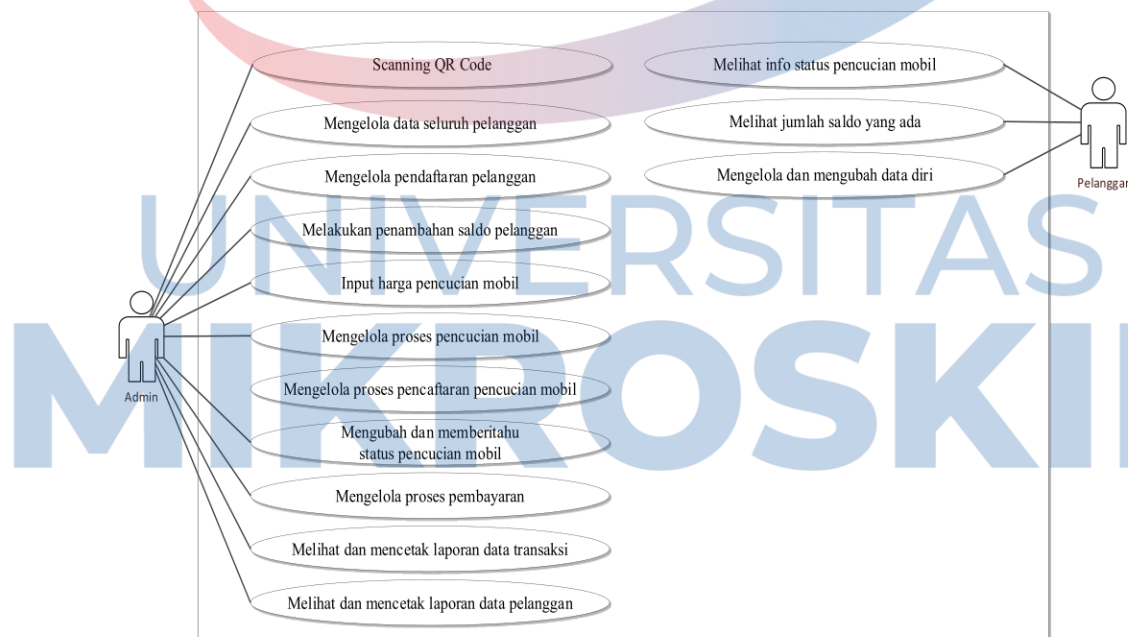 Scanning QR Code
Mengelola data seluruh pelanggan
Mengelola pendaftaran pelanggan
Melakukan penambahan saldo pelanggan
Input harga pencucian mobil
Mengelola proses pencucian mobil
Mengelola proses pencaftaran pencucian mobil
Mengubah dan memberitahu
status pencucian mobil
Mengelola proses pembayaran
Melihat dan mencetak laporan data transaksi
Melihat dan mencetak laporan data pelanggan
Admin
Melihat info status pencucian mobil
Melihat jumlah saldo yang ada
Mengelola dan mengubah data diri
Pelanggan
UNIVERSITAS
MIKROSKIL